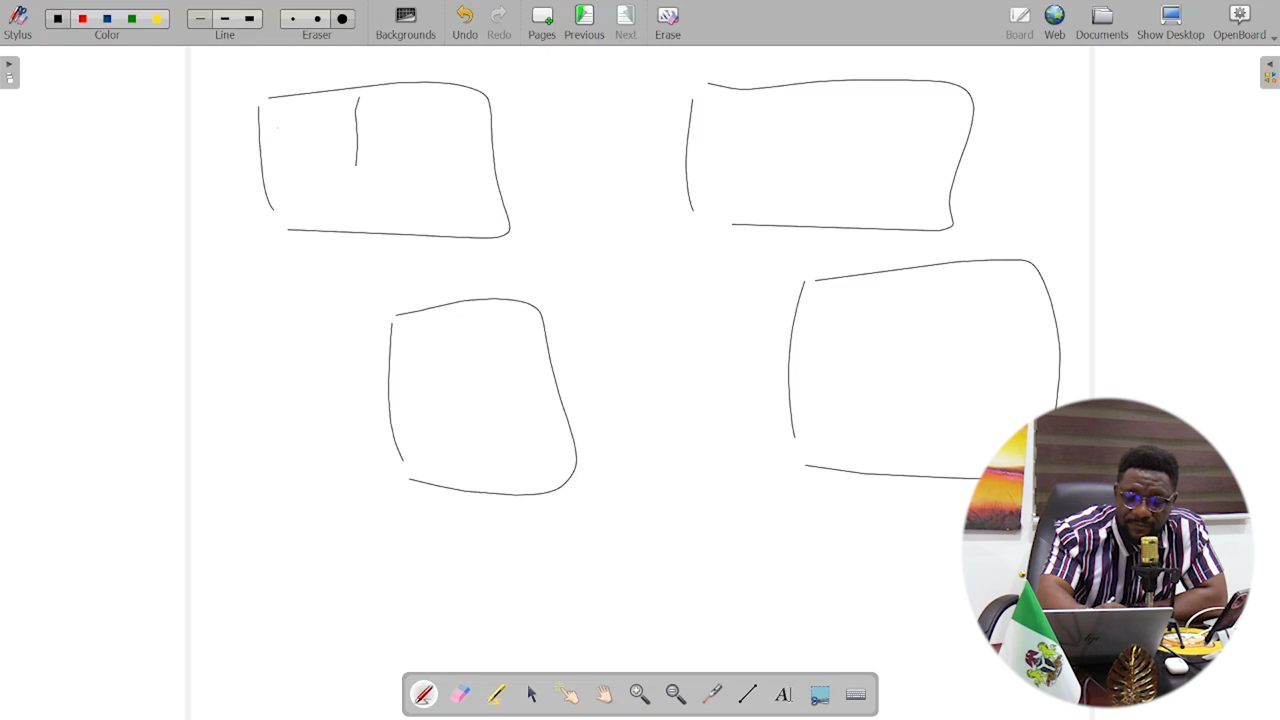 Stylus
Color
Line
Eraser
Backgrounds
Undo
Redo
Pages
Previous
Next
Erase
Board
Web
Documents
Show Desktop
OpenBoard